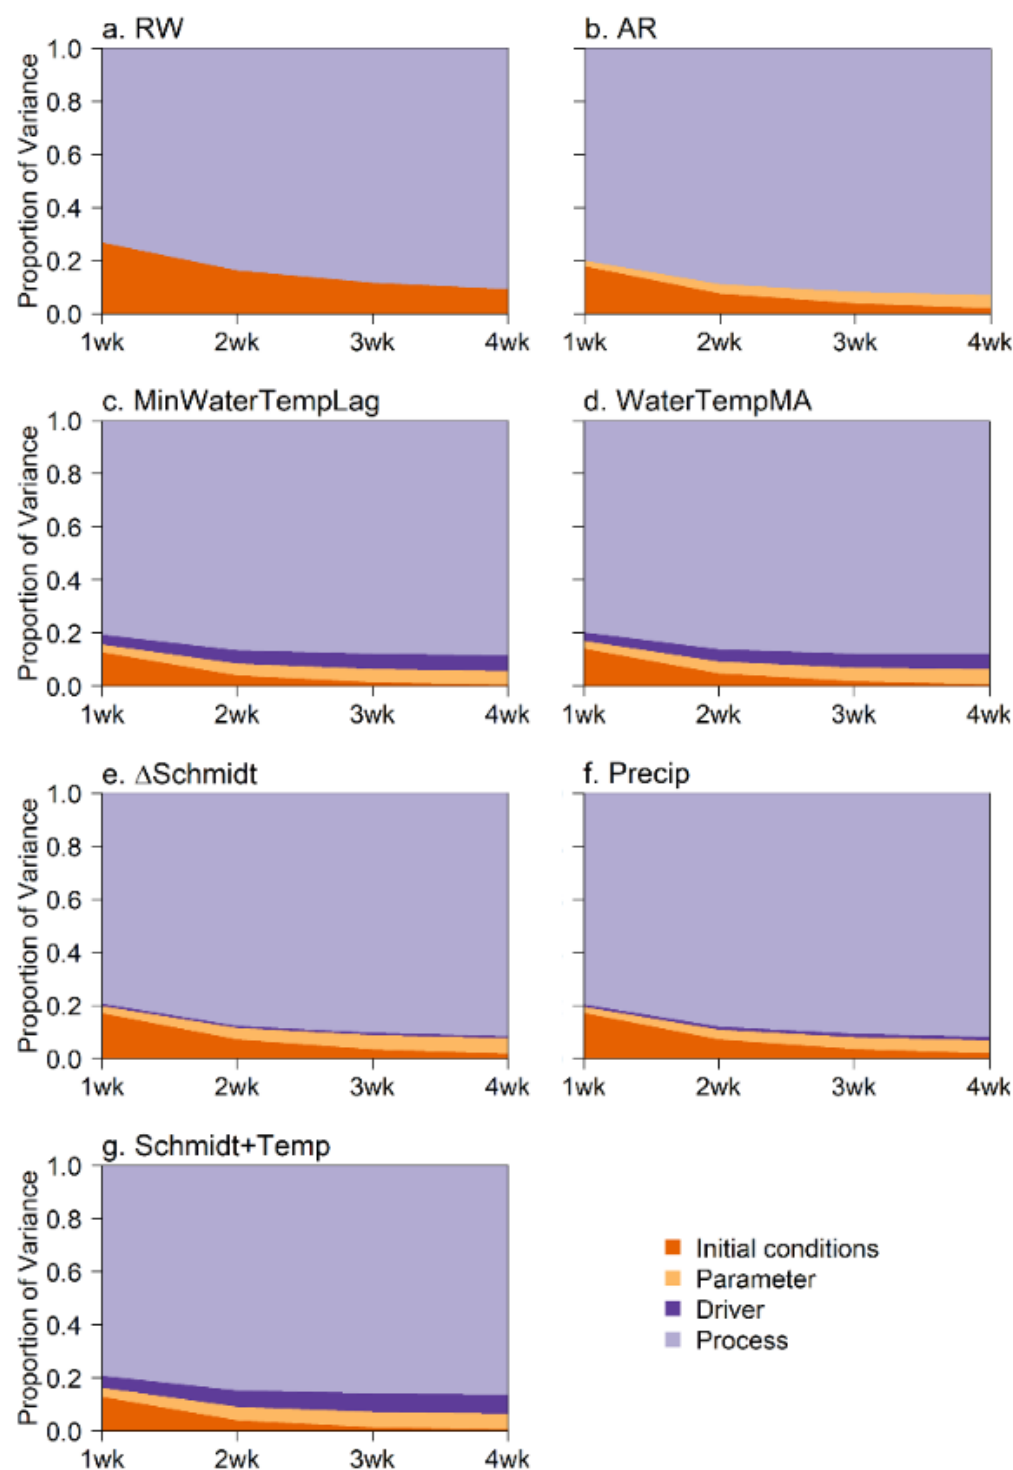 a. RW
b. AR
Proportion of Variance
1.0
0.8
0.6
0.4
0.2
0.0
1wk 2wk 3wk 4wk
1wk 2wk 3wk 4wk
c. MinWaterTempLag
d. WaterTempMA
Proportion of Variance
1.0
0.8
0.6
0.4
0.2
0.0
1wk 2wk 3wk 4wk
1wk 2wk 3wk 4wk
e. ΔSchmidt
f. Precip
Proportion of Variance
1.0
0.8
0.6
0.4
0.2
0.0
1wk 2wk 3wk 4wk
1wk 2wk 3wk 4wk
g. Schmidt+Temp
Proportion of Variance
1.0
0.8
0.6
0.4
0.2
0.0
1wk 2wk 3wk 4wk
Initial conditions
Parameter
Driver
Process